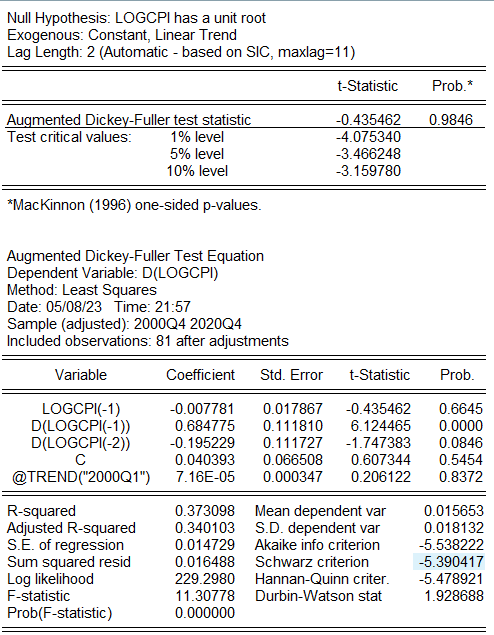 Null Hypothesis: LOGCPI has a unit root
Exogenous: Constant, Linear Trend
Lag Length: 2 (Automatic - based on SIC, maxlag=11)
t-Statistic Prob.*
Augmented Dickey-Fuller test statistic -0.435462 0.9846
Test critical values: 1% level -4.075340
5% level -3.466248
10% level -3.159780
*MacKinnon (1996) one-sided p-values.
Augmented Dickey-Fuller Test Equation
Dependent Variable: D(LOGCPI)
Method: Least Squares
Date: 05/08/23 Time: 21:57
Sample (adjusted): 2000Q4 2020Q4
Included observations: 81 after adjustments
Variable Coefficient Std. Error t-Statistic Prob.
LOGCPI(-1) -0.007781 0.017867 -0.435462 0.6645
D(LOGCPI(-1)) 0.684775 0.111810 6.124465 0.0000
D(LOGCPI(-2)) -0.195229 0.111727 -1.747383 0.0846
C 0.040393 0.066508 0.607344 0.5454
@TREND("2000Q1") 7.16E-05 0.000347 0.206122 0.8372
R-squared 0.373098 Mean dependent var 0.015653
Adjusted R-squared 0.340103 S.D. dependent var 0.018132
S.E. of regression 0.014729 Akaike info criterion -5.538222
Sum squared resid 0.016488 Schwarz criterion -5.390417
Log likelihood 229.2980 Hannan-Quinn criter. -5.478921
F-statistic 11.30778 Durbin-Watson stat 1.928688
Prob(F-statistic) 0.000000